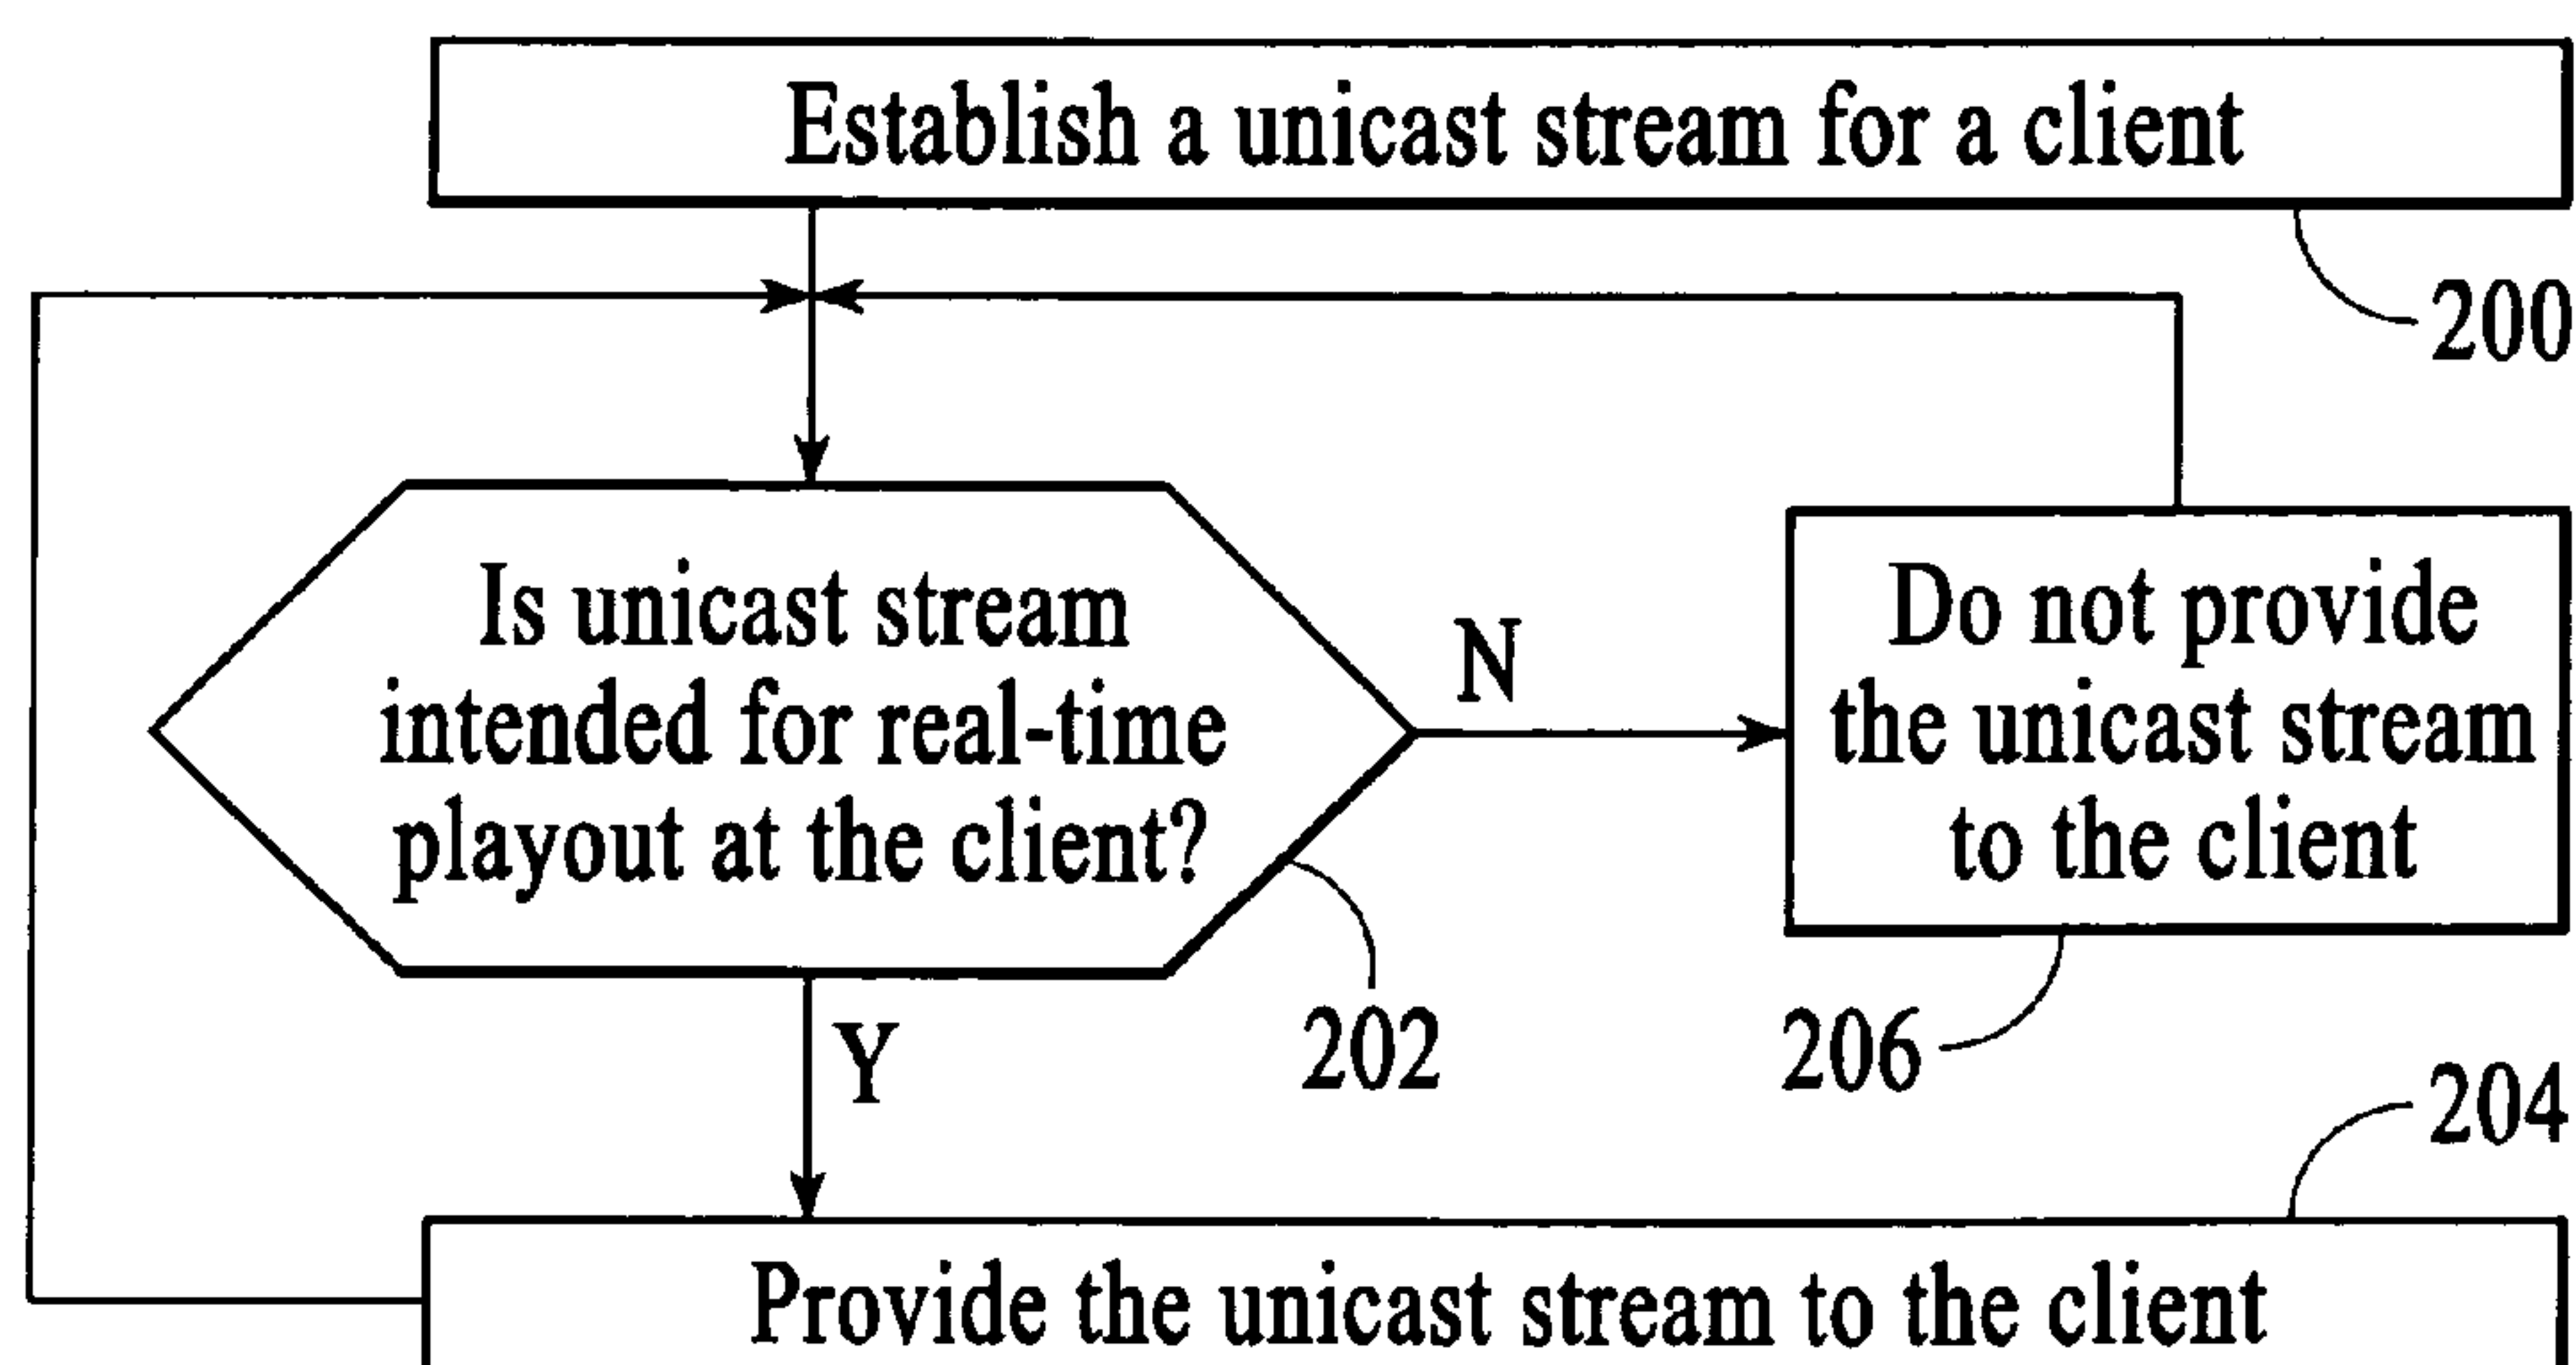 Establish a unicast stream for a client
200
Is unicast stream
intended for real-time
playout at the client?
N
Do not provide
the unicast stream
to the client
Y
202
206
204
Provide the unicast stream to the client